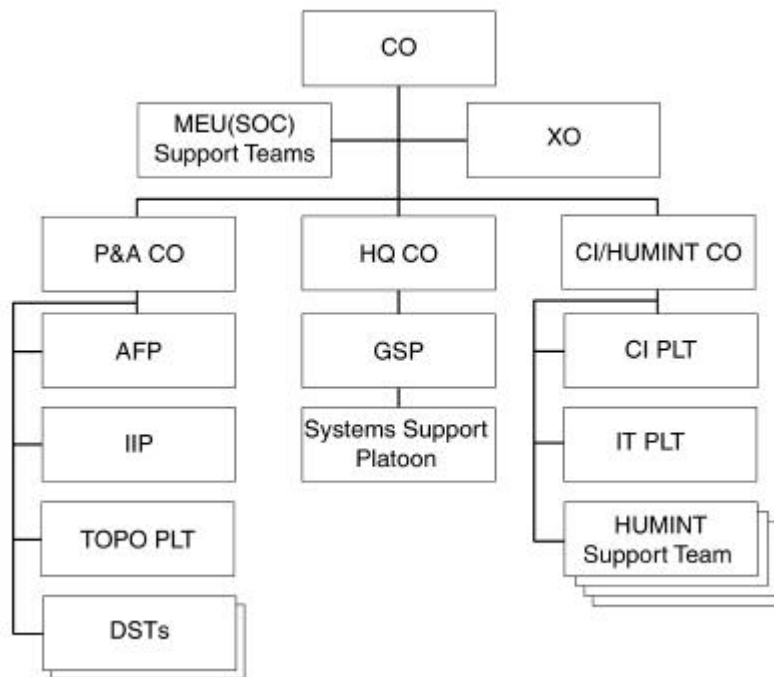 CO
MEU(SOC)
Support Teams
XO
P&A CO
HQ CO
CI/HUMINT CO
AFP
GSP
CI PLT
IIP
Systems Support
Platoon
IT PLT
TOPO PLT
HUMINT
Support Team
DSTs